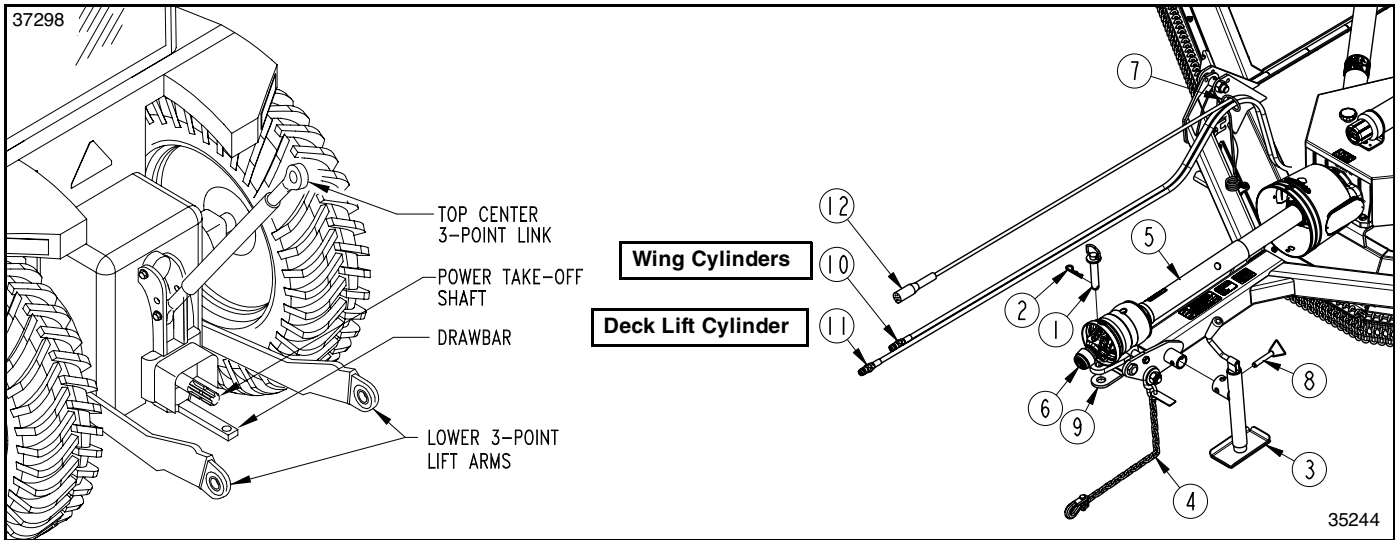 37298
TOP CENTER
3-POINT LINK
POWER TAKE-OFF
SHAFT
DRAWBAR
LOWER 3-POINT
LIFT ARMS
Wing Cylinders
Deck Lift Cylinder
7
12
10
5
2
1
11
6
9
8
3
4
35244